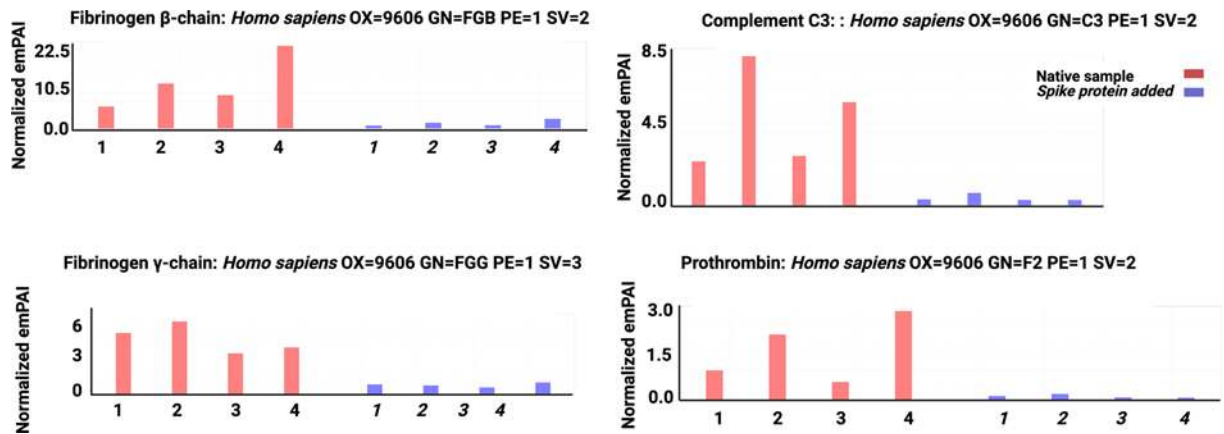 Fibrinogen β-chain: Homo sapiens OX=9606 GN=FGB PE=1 SV=2
Normalized emPAI
22.5
10.5
0.0
1 2 3 4 1 2 3 4
Complement C3: : Homo sapiens OX=9606 GN=C3 PE=1 SV=2
Normalized emPAI
8.5
4.5
0.0
Native sample
Spike protein added
Fibrinogen γ-chain: Homo sapiens OX=9606 GN=FGG PE=1 SV=3
Normalized emPAI
6
3
0
1 2 3 4 1 2 3 4
Prothrombin: Homo sapiens OX=9606 GN=F2 PE=1 SV=2
Normalized emPAI
3.0
1.5
0.0
1 2 3 4 1 2 3 4